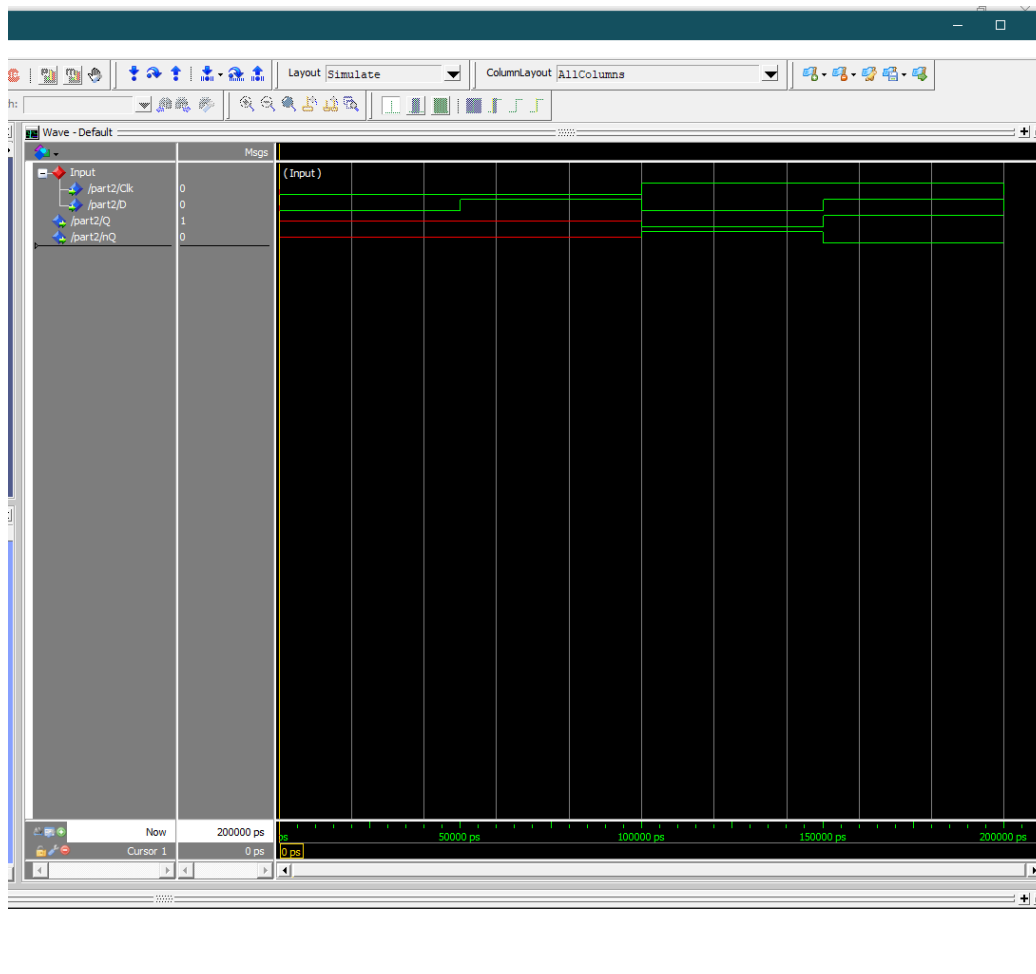 Layout Simulate ColumnLayout AllColumns
h:
Wave - Default
Msgs
Input (Input)
/part2/Clk 0
/part2/D 0
/part2/Q 1
/part2/nQ 0
Now 200000 ps ps 50000 ps 100000 ps 150000 ps 200000 ps
Cursor 1 0 ps 0 ps